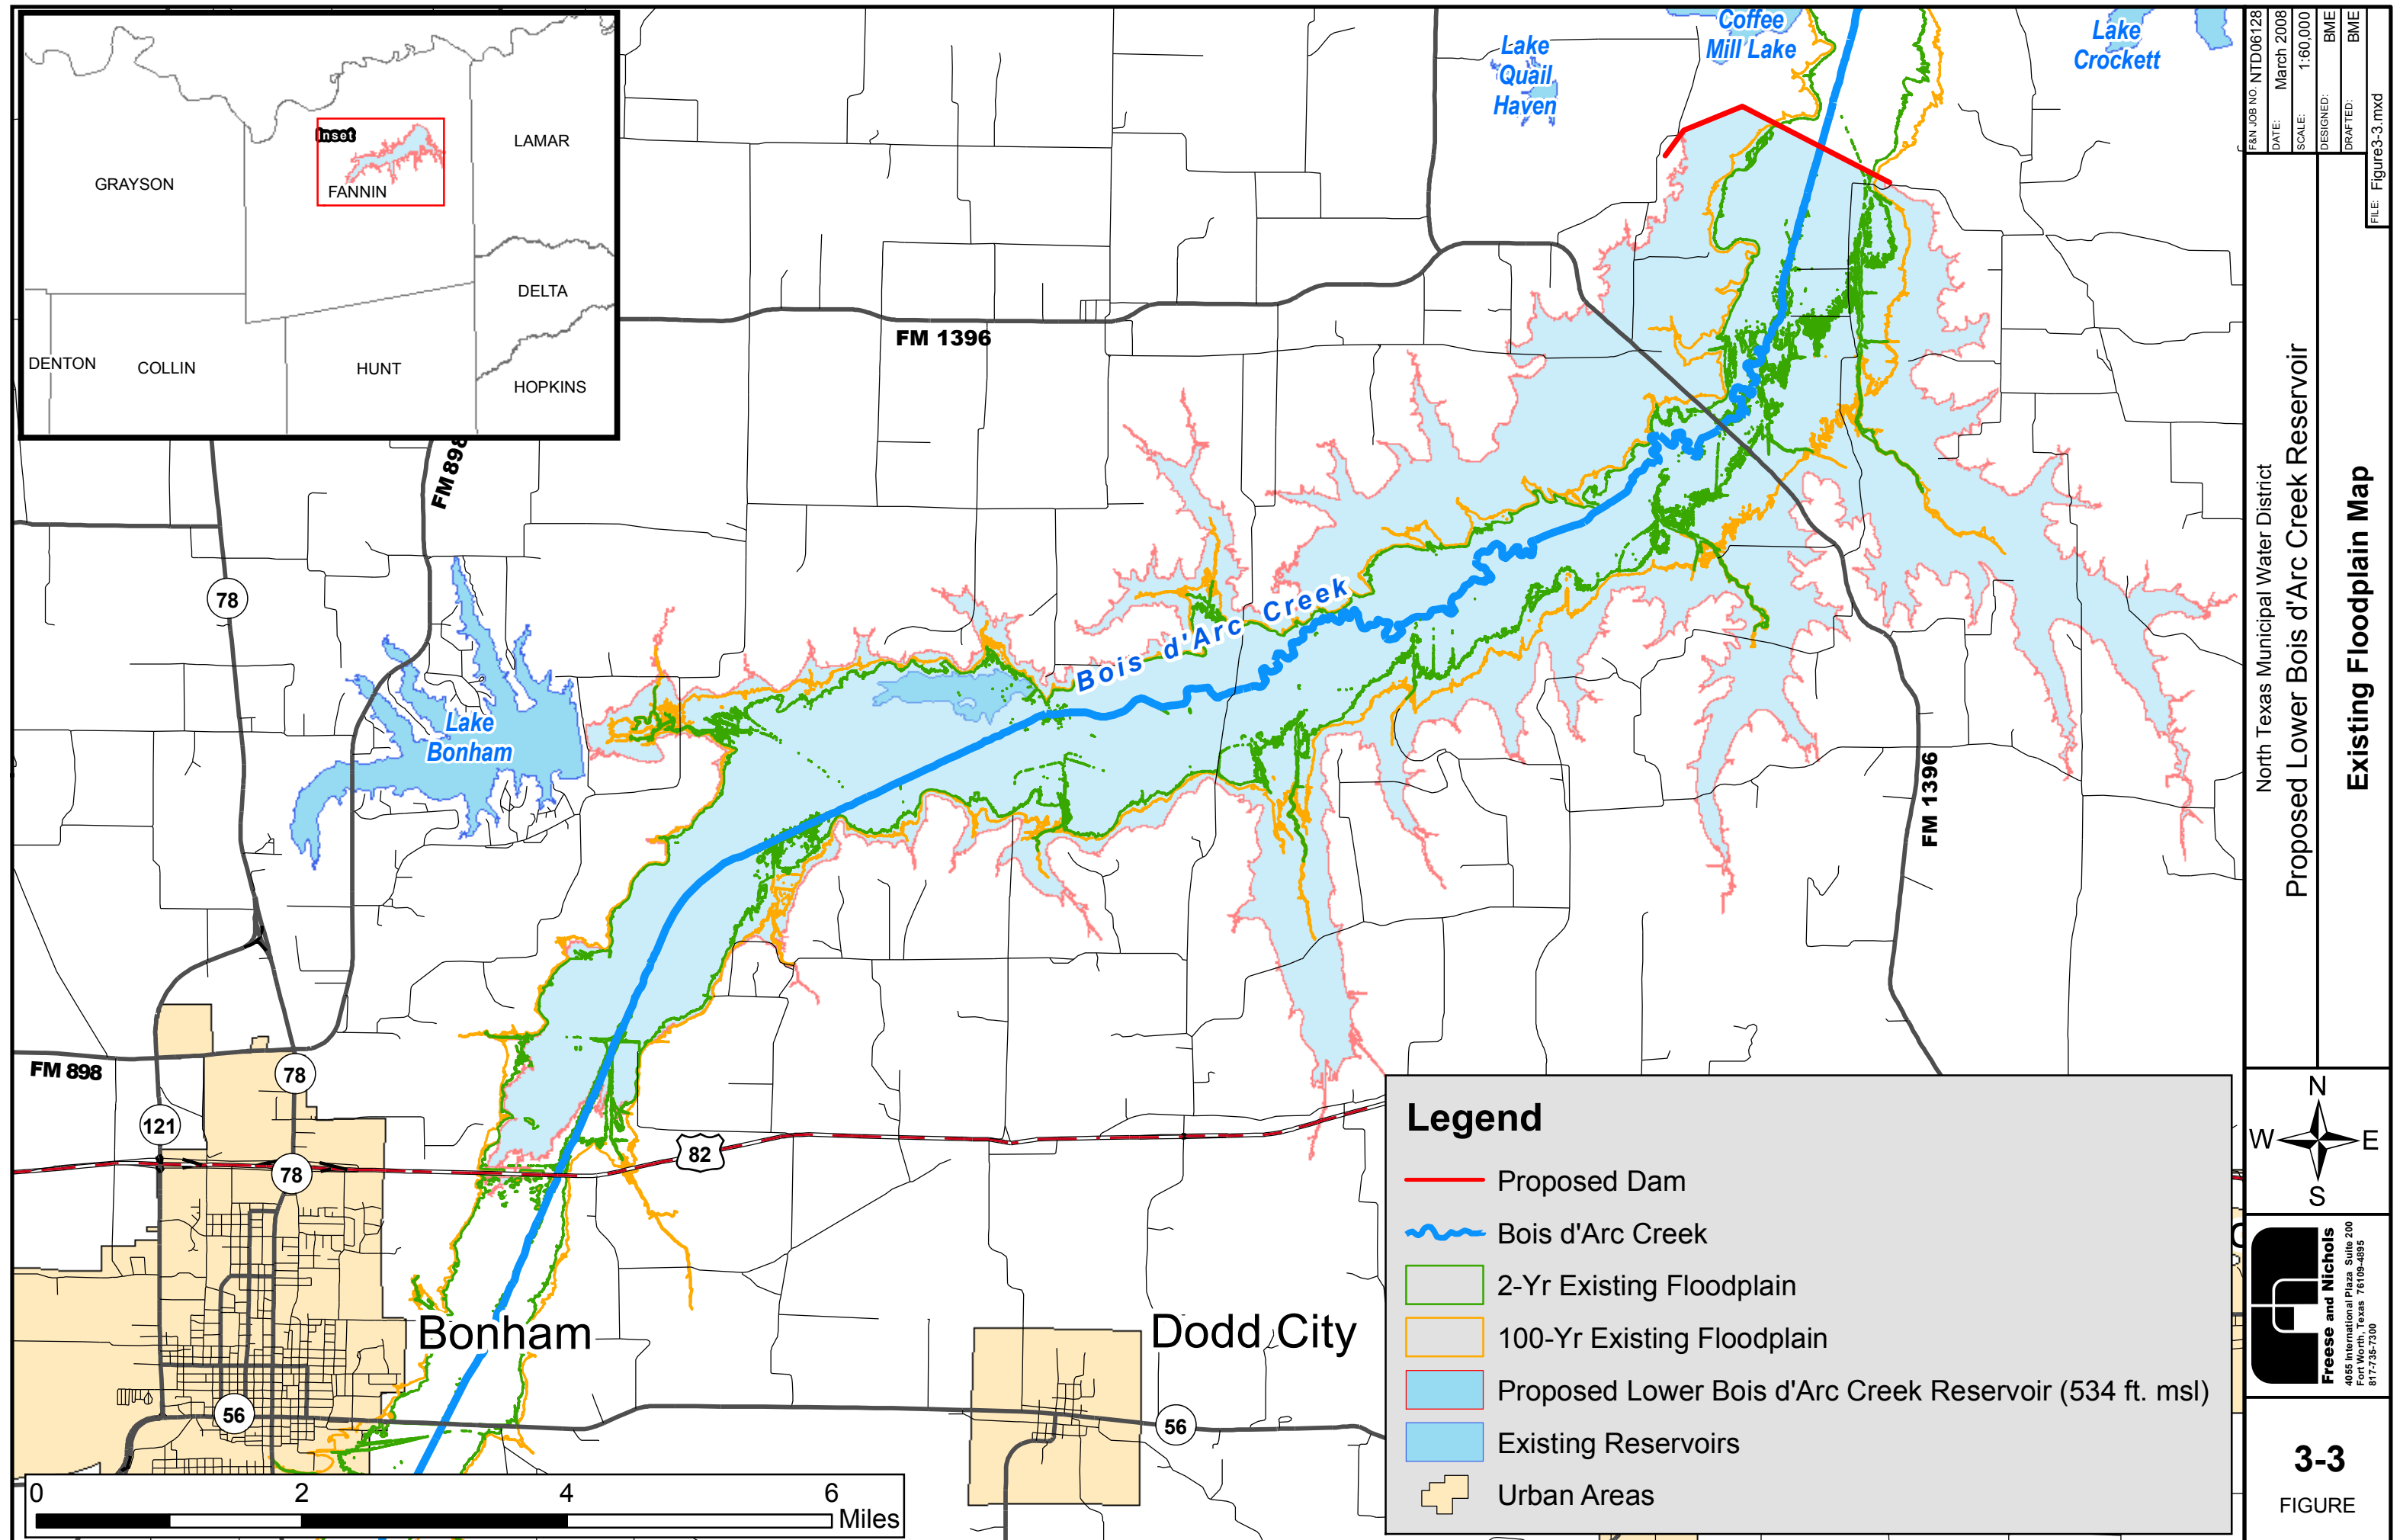 Inset
GRAYSON
FANNIN
LAMAR
DELTA
DENTON
COLLIN
HUNT
HOPKINS
Lake
Quail
Haven
Coffee
Mill Lake
Lake
Crockett
FM 1396
FM 898
78
Bois d'Arc Creek
Lake
Bonham
FM 1396
FM 898
78
121
78
82
Bonham
Dodd City
56
56
0 2 4 6
Miles
Legend
Proposed Dam
Bois d'Arc Creek
2-Yr Existing Floodplain
100-Yr Existing Floodplain
Proposed Lower Bois d'Arc Creek Reservoir (534 ft. msl)
Existing Reservoirs
Urban Areas
F&N JOB NO. NTD06128
DATE: March 2008
SCALE: 1:60,000
DESIGNED: BME
DRAFTED: BME
FILE: Figure3-3.mxd
North Texas Municipal Water District
Proposed Lower Bois d'Arc Creek Reservoir
Existing Floodplain Map
N
W E
S
Freese and Nichols
4055 International Plaza Suite 200
Fort Worth, Texas 76109-4895
817-735-7300
3-3
FIGURE